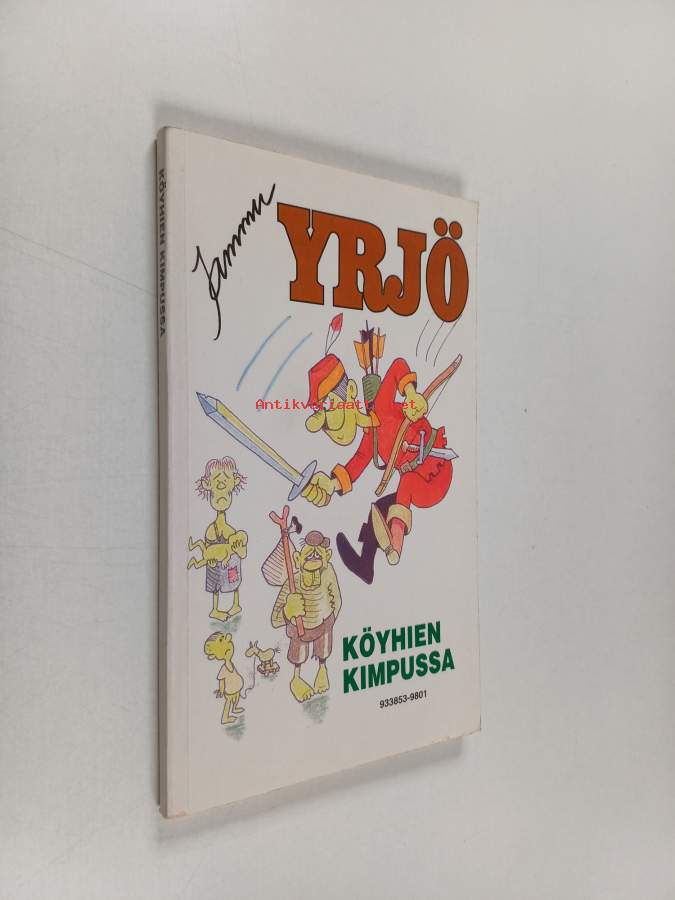 KÖYHIEN KIMPUSSA
Jammu
YRJÖ
Antikvariaatti.net
KÖYHIEN
KIMPUSSA
933853-9801